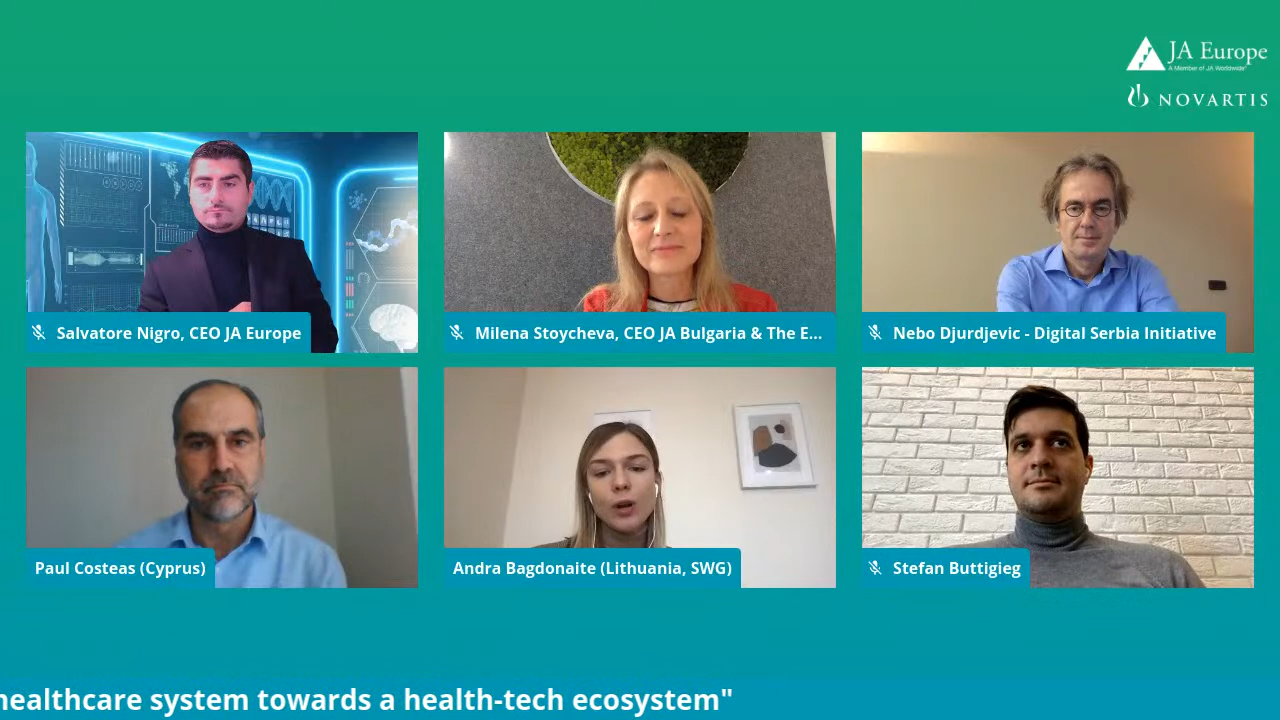 JA Europe
A Member of JA Worldwide
NOVARTIS
Salvatore Nigro, CEO JA Europe
Milena Stoycheva, CEO JA Bulgaria & The E...
Nebo Djurdjevic - Digital Serbia Initiative
Paul Costeas (Cyprus)
Andra Bagdonaite (Lithuania, SWG)
Stefan Buttigieg
healthcare system towards a health-tech ecosystem"